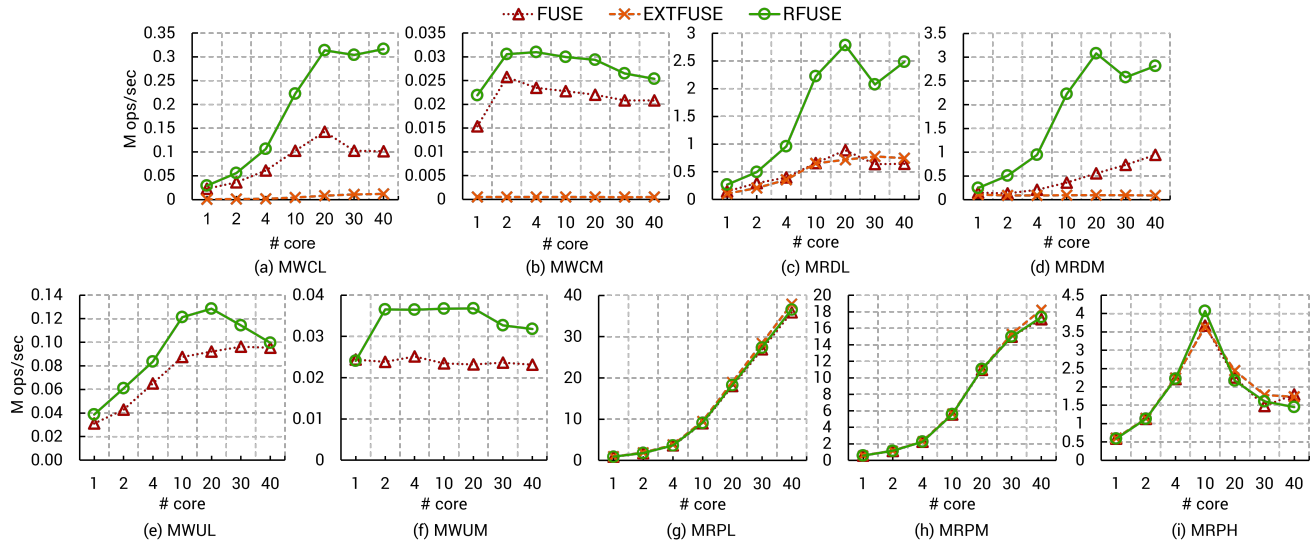 FUSE EXTFUSE RFUSE
M ops/sec
0.35
0.3
0.25
0.2
0.15
0.1
0.05
0
1 2 4 10 20 30 40
# core
(a) MWCL
0.035
0.03
0.025
0.02
0.015
0.01
0.005
0
1 2 4 10 20 30 40
# core
(b) MWCM
3
2.5
2
1.5
1
0.5
0
1 2 4 10 20 30 40
# core
(c) MRDL
3.5
3
2.5
2
1.5
1
0.5
0
1 2 4 10 20 30 40
# core
(d) MRDM
M ops/sec
0.14
0.12
0.10
0.08
0.06
0.04
0.02
0.00
1 2 4 10 20 30 40
# core
(e) MWUL
0.04
0.03
0.02
0.01
0
1 2 4 10 20 30 40
# core
(f) MWUM
40
30
20
10
0
1 2 4 10 20 30 40
# core
(g) MRPL
20
18
16
14
12
10
8
6
4
2
0
1 2 4 10 20 30 40
# core
(h) MRPM
4.5
4
3.5
3
2.5
2
1.5
1
0.5
0
1 2 4 10 20 30 40
# core
(i) MRPH